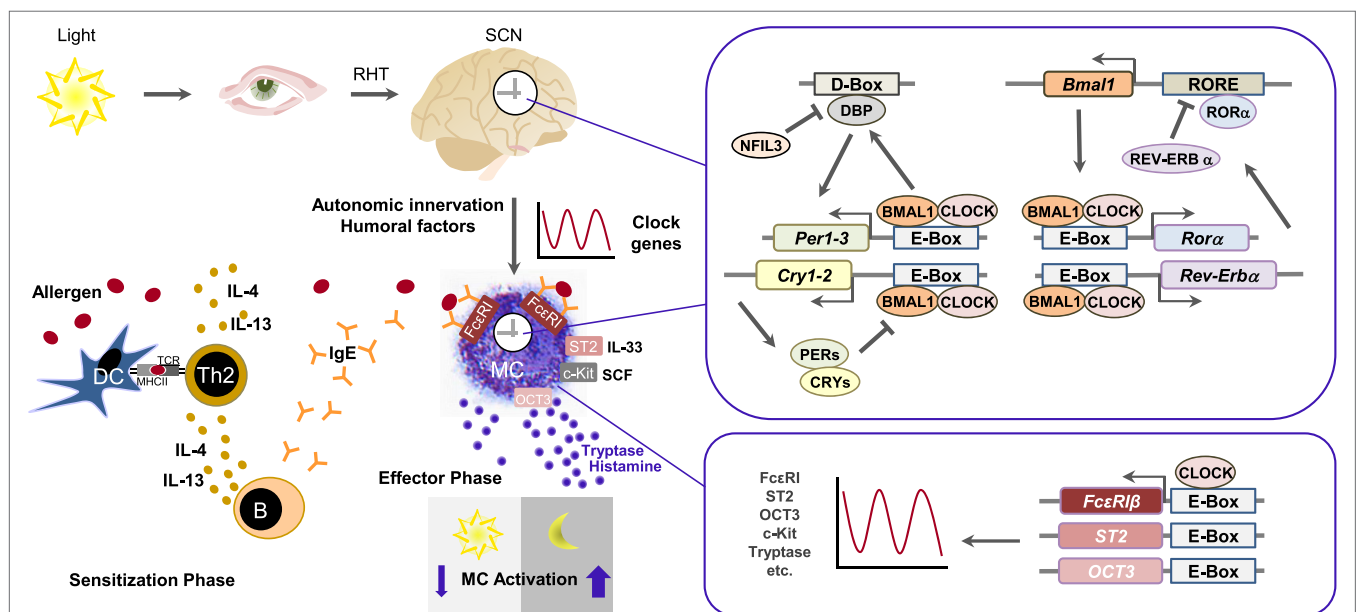 Light
SCN
RHT
Autonomic innervation
Humoral factors
Clock
genes
Allergen
IL-4
IL-13
DC
TCR
MHCII
Th2
IgE
IL-4
IL-13
B
Sensitization Phase
FcεRI
FcεRI
MC
ST2
IL-33
c-Kit
SCF
OCT3
Tryptase
Histamine
Effector Phase
MC Activation
D-Box
DBP
NFIL3
Bmal1
RORE
RORα
REV-ERB α
BMAL1
CLOCK
Per1-3
E-Box
Cry1-2
E-Box
BMAL1
CLOCK
BMAL1
CLOCK
E-Box
Rorα
E-Box
Rev-Erbα
BMAL1
CLOCK
PERs
CRYs
FcεRI
ST2
OCT3
c-Kit
Tryptase
etc.
CLOCK
FcεRIβ
E-Box
ST2
E-Box
OCT3
E-Box